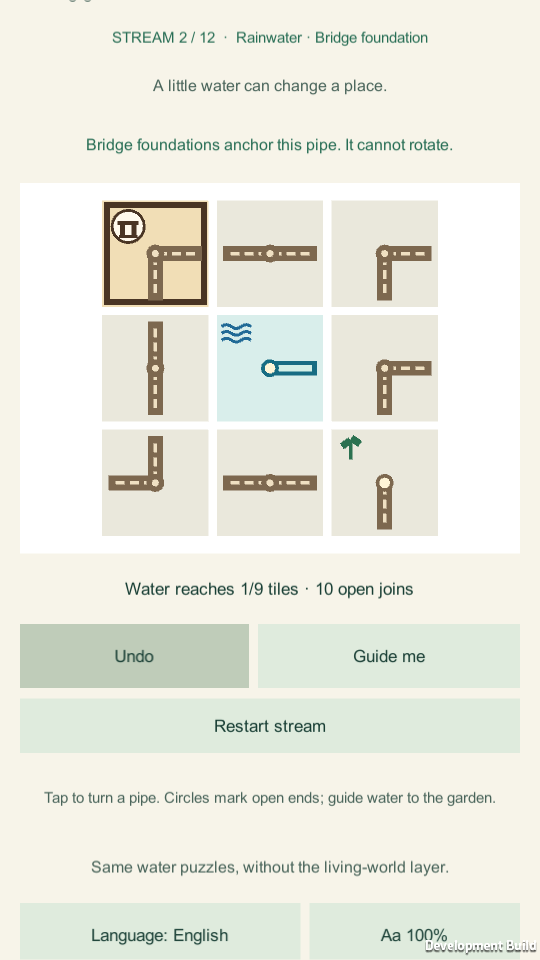 STREAM 2 / 12 · Rainwater · Bridge foundation
A little water can change a place.
Bridge foundations anchor this pipe. It cannot rotate.
Water reaches 1/9 tiles · 10 open joins
Undo
Guide me
Restart stream
Tap to turn a pipe. Circles mark open ends; guide water to the garden.
Same water puzzles, without the living-world layer.
Language: English
Aa 100%
Development Build